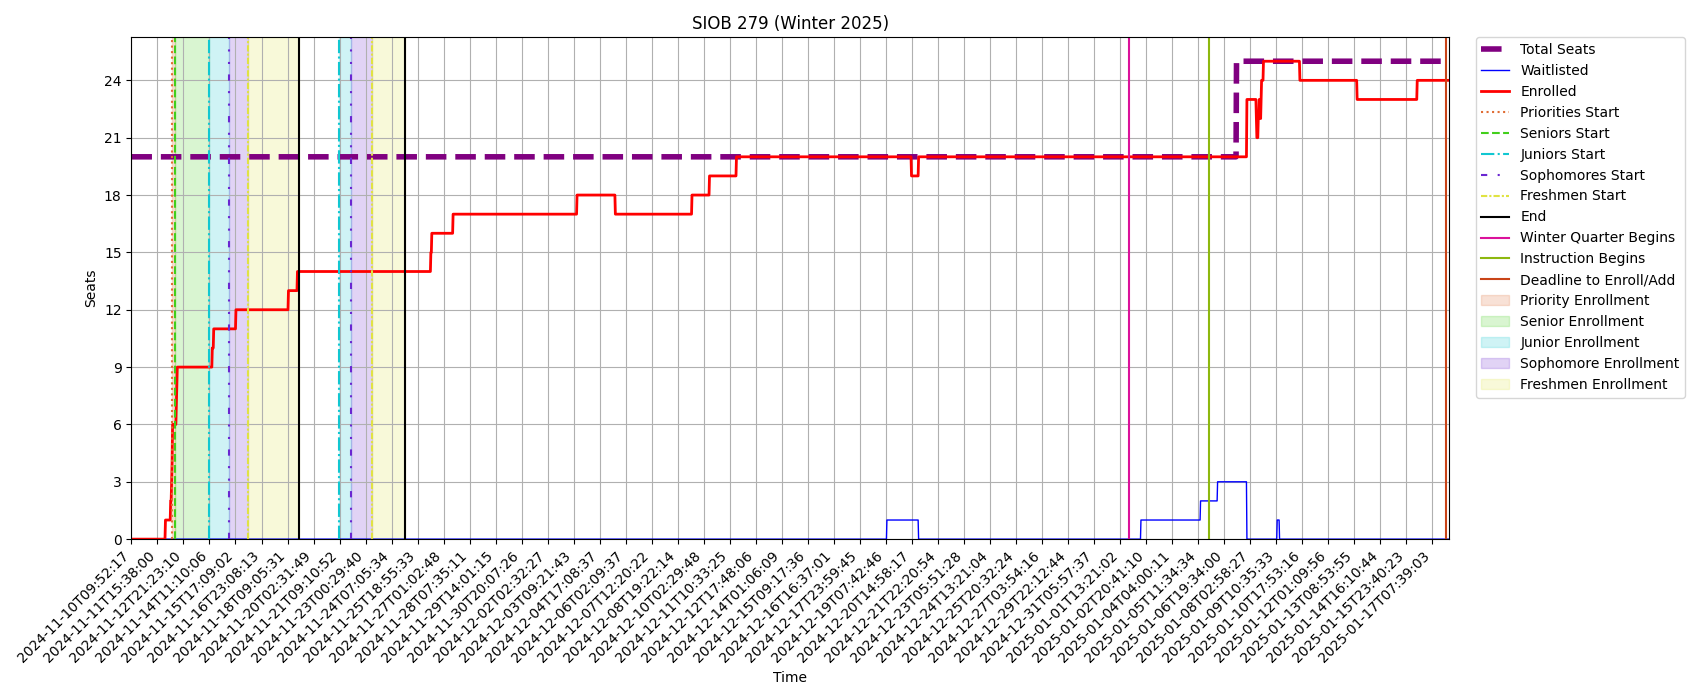 SIOB 279 (Winter 2025)
Seats
24
21
18
15
12
9
6
3
0
2024-11-10T09:52:17
2024-11-11T15:38:00
2024-11-12T21:23:10
2024-11-14T11:10:06
2024-11-15T17:09:02
2024-11-16T23:08:13
2024-11-18T09:05:31
2024-11-20T02:31:49
2024-11-21T09:10:52
2024-11-23T00:29:40
2024-11-24T07:05:34
2024-11-25T18:55:33
2024-11-27T01:02:48
2024-11-28T07:35:11
2024-11-29T14:01:15
2024-11-30T20:07:26
2024-12-02T02:32:27
2024-12-03T09:21:43
2024-12-04T17:08:37
2024-12-06T02:09:37
2024-12-07T12:20:22
2024-12-08T19:22:14
2024-12-10T02:29:48
2024-12-11T10:33:25
2024-12-12T17:48:06
2024-12-14T01:06:09
2024-12-15T09:17:36
2024-12-16T16:37:01
2024-12-17T23:59:45
2024-12-19T07:42:46
2024-12-20T14:58:17
2024-12-21T22:20:54
2024-12-23T05:51:28
2024-12-24T13:21:04
2024-12-25T20:32:24
2024-12-27T03:54:16
2024-12-29T22:12:44
2024-12-31T05:57:37
2025-01-01T13:21:02
2025-01-02T20:41:10
2025-01-04T04:00:11
2025-01-05T11:34:34
2025-01-06T19:34:00
2025-01-08T02:58:27
2025-01-09T10:35:33
2025-01-10T17:53:16
2025-01-12T01:09:56
2025-01-13T08:53:55
2025-01-14T16:10:44
2025-01-15T23:40:23
2025-01-17T07:39:03
Time
Total Seats
Waitlisted
Enrolled
Priorities Start
Seniors Start
Juniors Start
Sophomores Start
Freshmen Start
End
Winter Quarter Begins
Instruction Begins
Deadline to Enroll/Add
Priority Enrollment
Senior Enrollment
Junior Enrollment
Sophomore Enrollment
Freshmen Enrollment